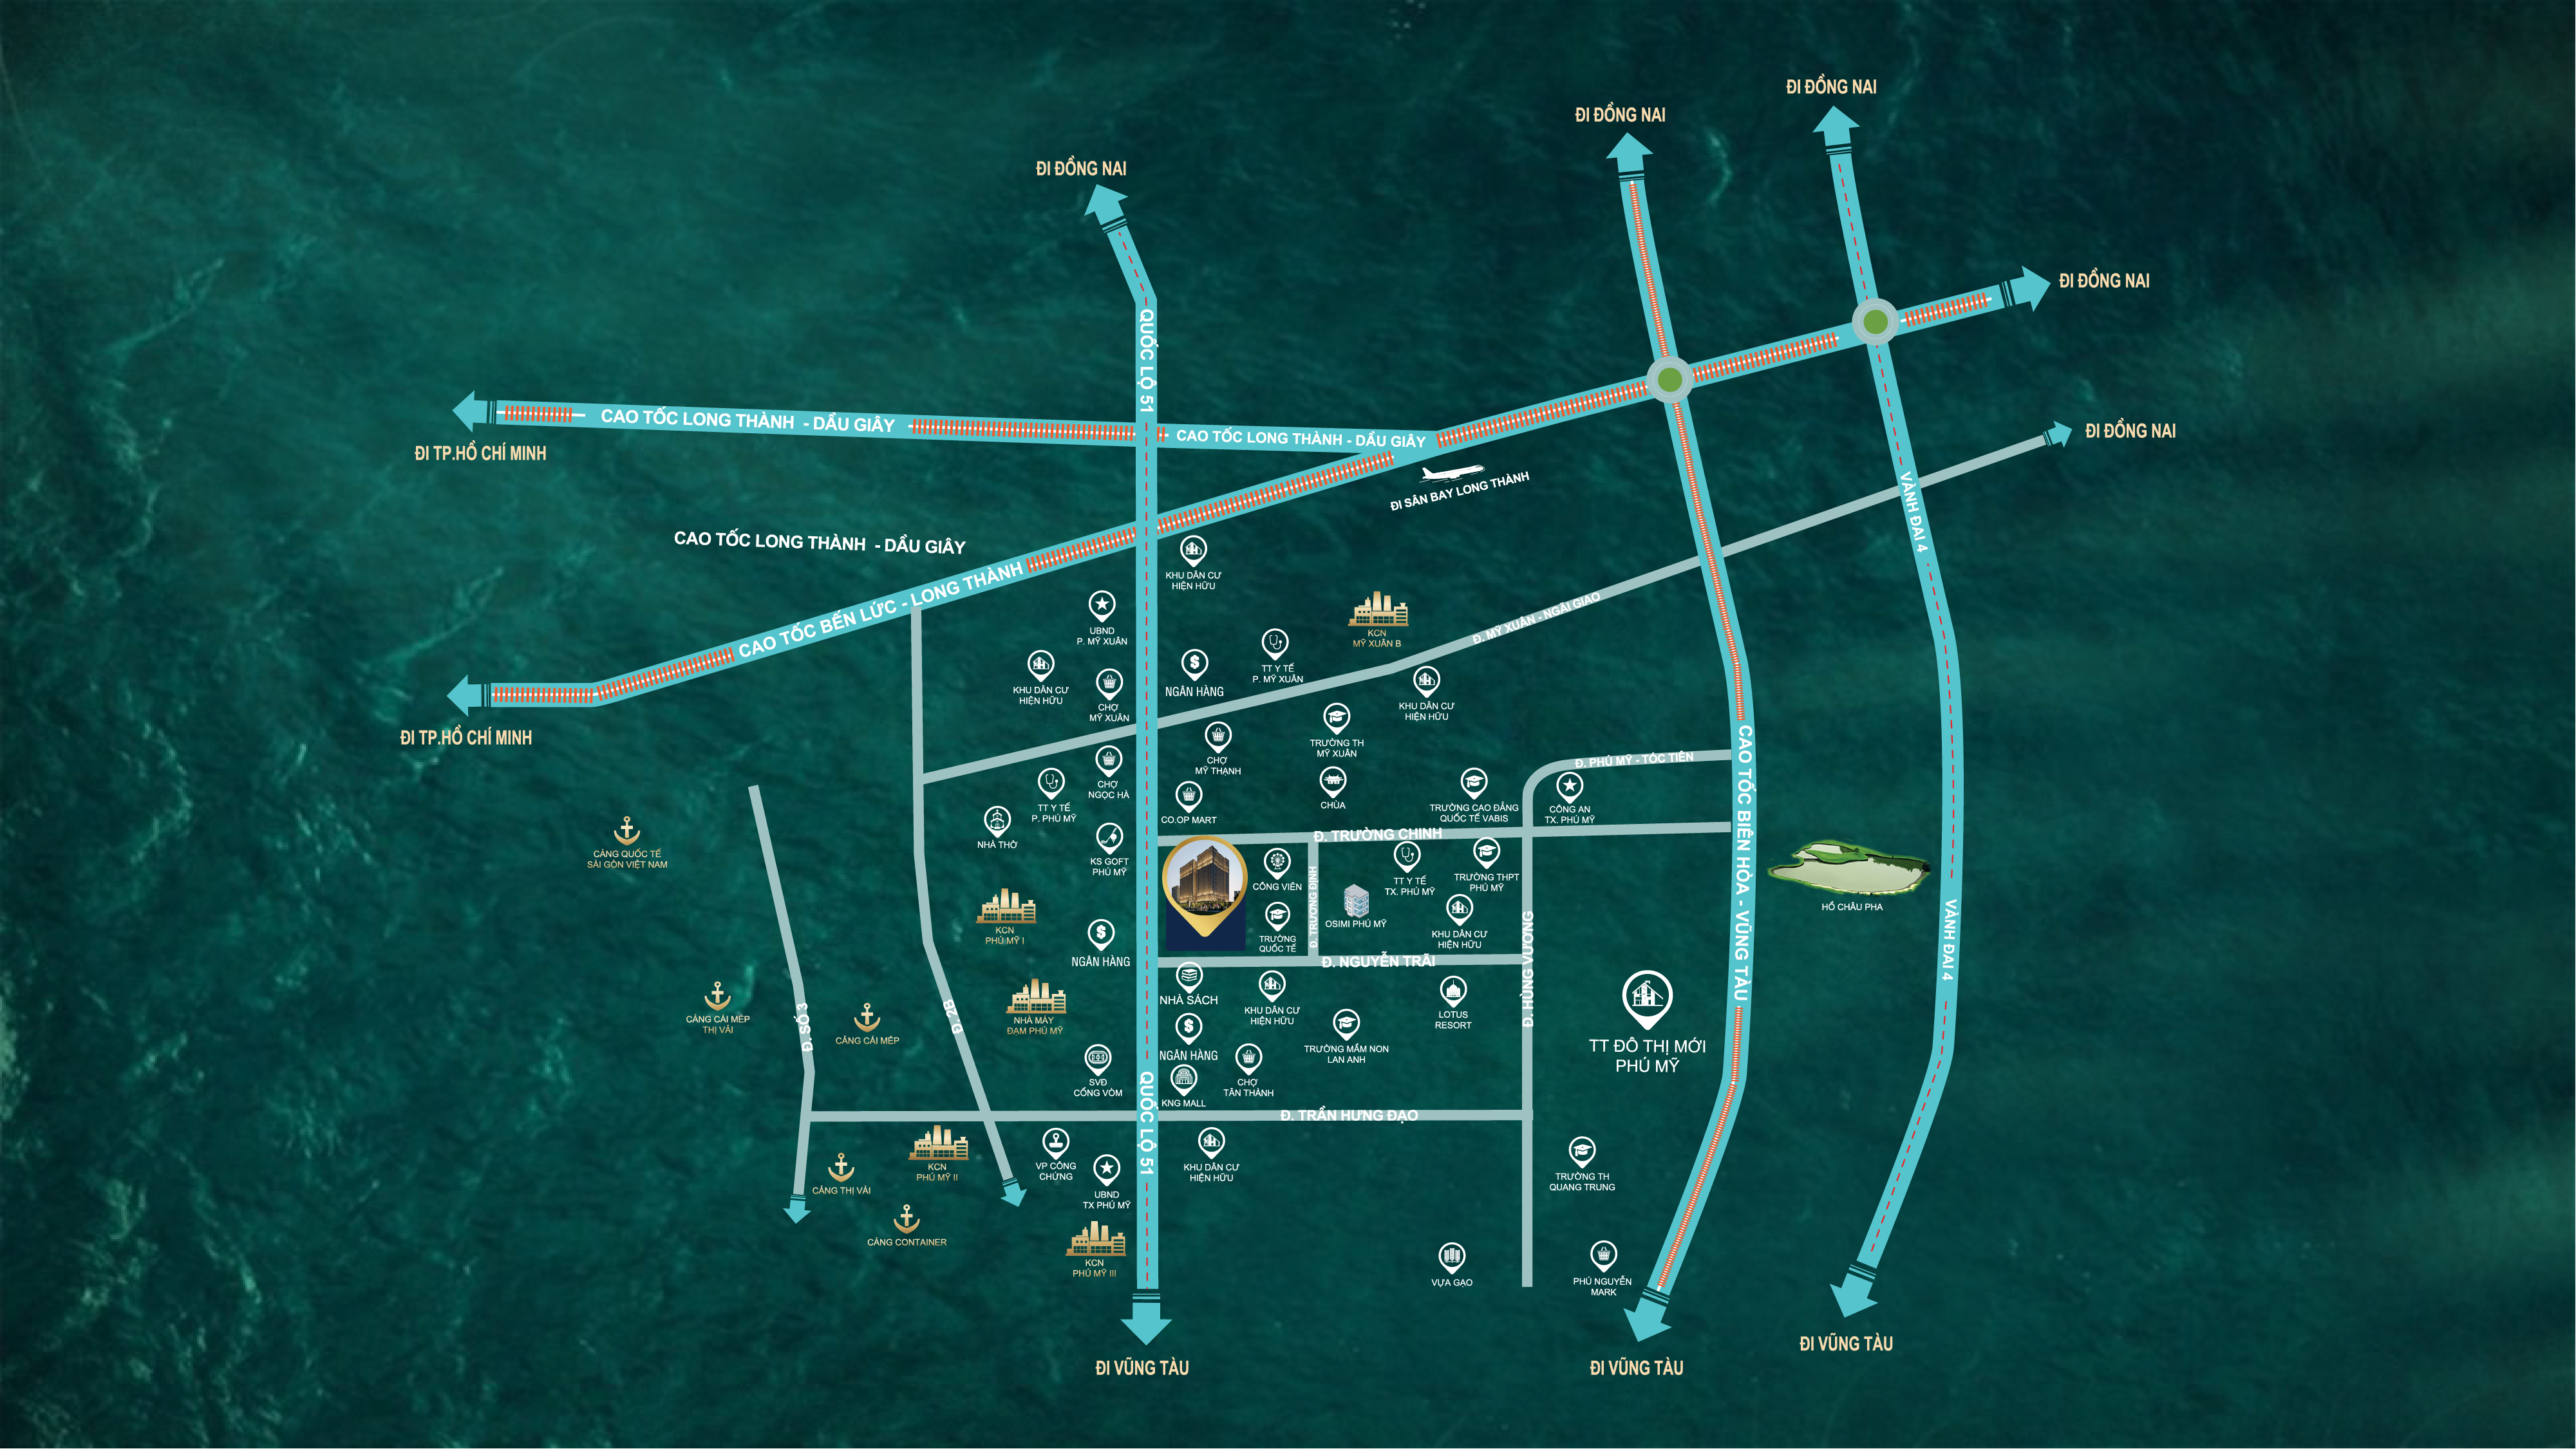 ĐI ĐỒNG NAI
ĐI ĐỒNG NAI
ĐI ĐỒNG NAI
ĐI ĐỒNG NAI
ĐI ĐỒNG NAI
QUỐC LỘ 51
CAO TỐC LONG THÀNH - DẦU GIÂY
CAO TỐC LONG THÀNH - DẦU GIÂY
ĐI TP.HỒ CHÍ MINH
ĐI SÂN BAY LONG THÀNH
VÀNH ĐAI 4
CAO TỐC LONG THÀNH - DẦU GIÂY
CAO TỐC BẾN LỨC - LONG THÀNH
ĐI TP.HỒ CHÍ MINH
KHU DÂN CƯ
HIỆN HỮU
UBND
P. MỸ XUÂN
KCN
MỸ XUÂN B
Đ. MỸ XUÂN - NGÃI GIAO
KHU DÂN CƯ
HIỆN HỮU
CHỢ
MỸ XUÂN
NGÂN HÀNG
TT Y TẾ
P. MỸ XUÂN
KHU DÂN CƯ
HIỆN HỮU
TRƯỜNG TH
MỸ XUÂN
CHỢ
MỸ THẠNH
CHỢ
NGỌC HÀ
TT Y TẾ
P. PHÚ MỸ
CO.OP MART
CHÙA
TRƯỜNG CAO ĐẲNG
QUỐC TẾ VABIS
Đ. PHÚ MỸ - TÓC TIÊN
CÔNG AN
TX. PHÚ MỸ
CAO TỐC BIÊN HÒA - VŨNG TÀU
NHÀ THỜ
KS GOFT
PHÚ MỸ
Đ. TRƯỜNG CHINH
CẢNG QUỐC TẾ
SÀI GÒN VIỆT NAM
CÔNG VIÊN
Đ. TRƯƠNG ĐỊNH
TT Y TẾ
TX. PHÚ MỸ
TRƯỜNG THPT
PHÚ MỸ
HỒ CHÂU PHA
KCN
PHÚ MỸ I
TRƯỜNG
QUỐC TẾ
OSIMI PHÚ MỸ
KHU DÂN CƯ
HIỆN HỮU
Đ. HÙNG VƯƠNG
VÀNH ĐAI 4
NGÂN HÀNG
Đ. NGUYỄN TRÃI
CẢNG CÁI MÉP
THỊ VẢI
Đ. SỐ 3
CẢNG CÁI MÉP
Đ. 2B
NHÀ MÁY
ĐẠM PHÚ MỸ
NHÀ SÁCH
KHU DÂN CƯ
HIỆN HỮU
LOTUS
RESORT
NGÂN HÀNG
TRƯỜNG MẦM NON
LAN ANH
TT ĐÔ THỊ MỚI
PHÚ MỸ
SVĐ
CỔNG VÒM
CHỢ
TÂN THÀNH
KNG MALL
QUỐC LỘ 51
Đ. TRẦN HƯNG ĐẠO
KCN
PHÚ MỸ II
VP CÔNG
CHỨNG
KHU DÂN CƯ
HIỆN HỮU
TRƯỜNG TH
QUANG TRUNG
CẢNG THỊ VẢI
UBND
TX PHÚ MỸ
CẢNG CONTAINER
KCN
PHÚ MỸ III
VỰA GẠO
PHÚ NGUYỄN
MARK
ĐI VŨNG TÀU
ĐI VŨNG TÀU
ĐI VŨNG TÀU